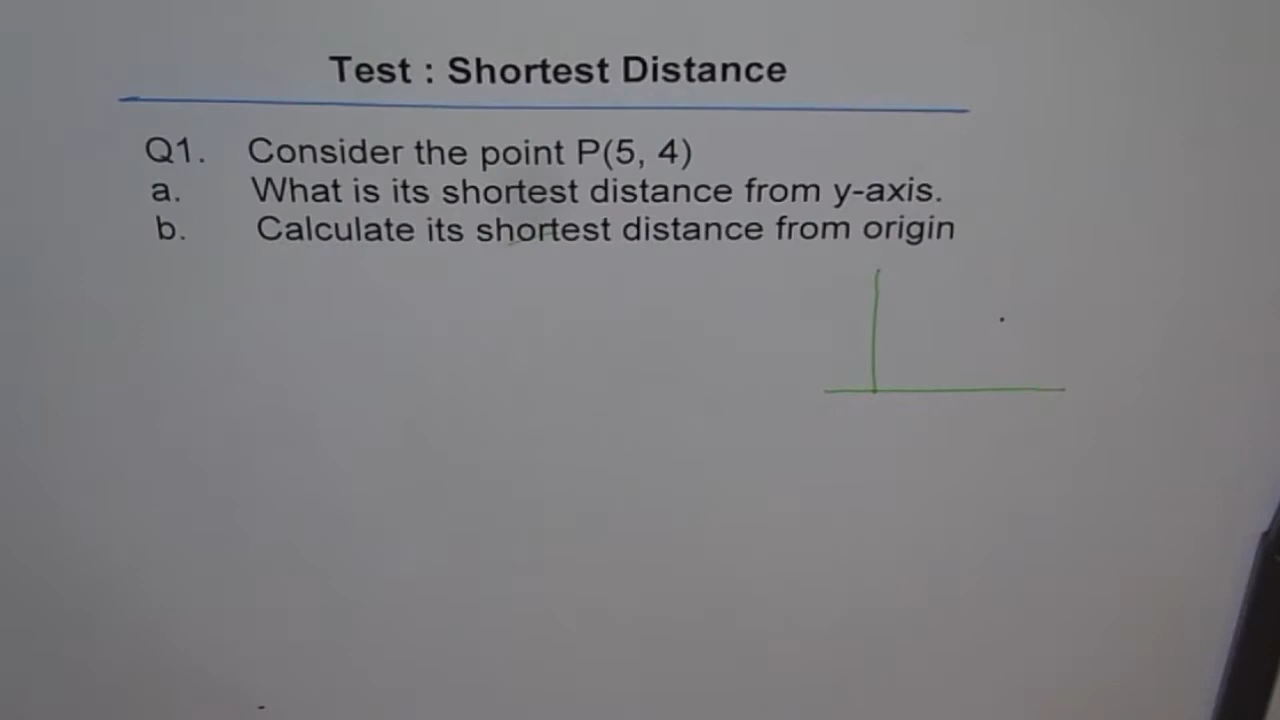 Test : Shortest Distance
Q1. Consider the point P(5, 4)
a. What is its shortest distance from y-axis.
b. Calculate its shortest distance from origin